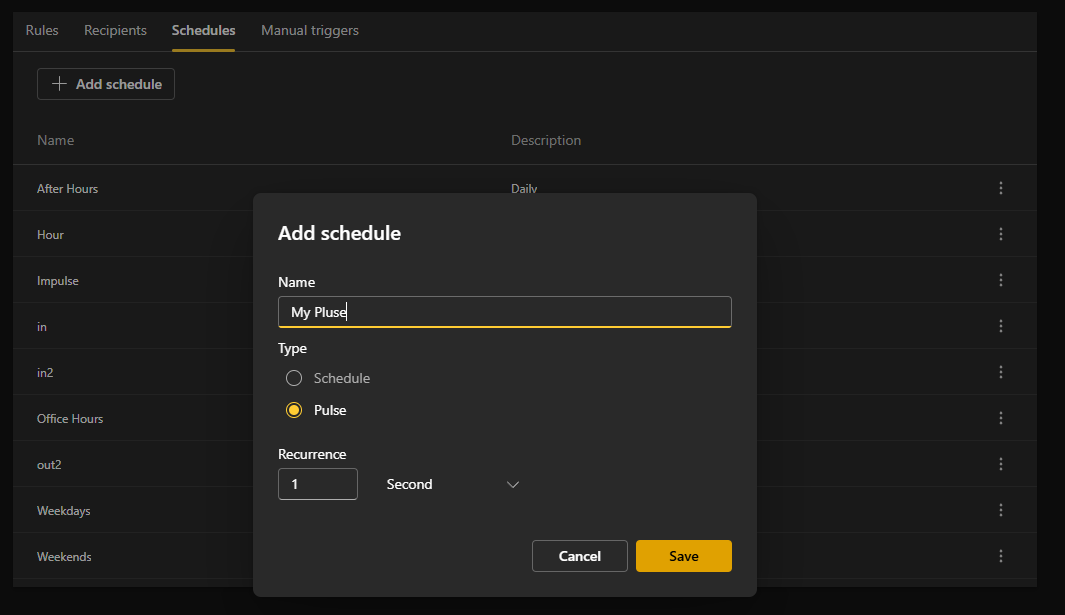 Rules Recipients Schedules Manual triggers
Add schedule
Name Description
After Hours Daily
Hour
Impulse
in
in2
Office Hours
out2
Weekdays
Weekends
Add schedule
Name
My Pluse
Type
Schedule
Pulse
Recurrence
1 Second
Cancel Save